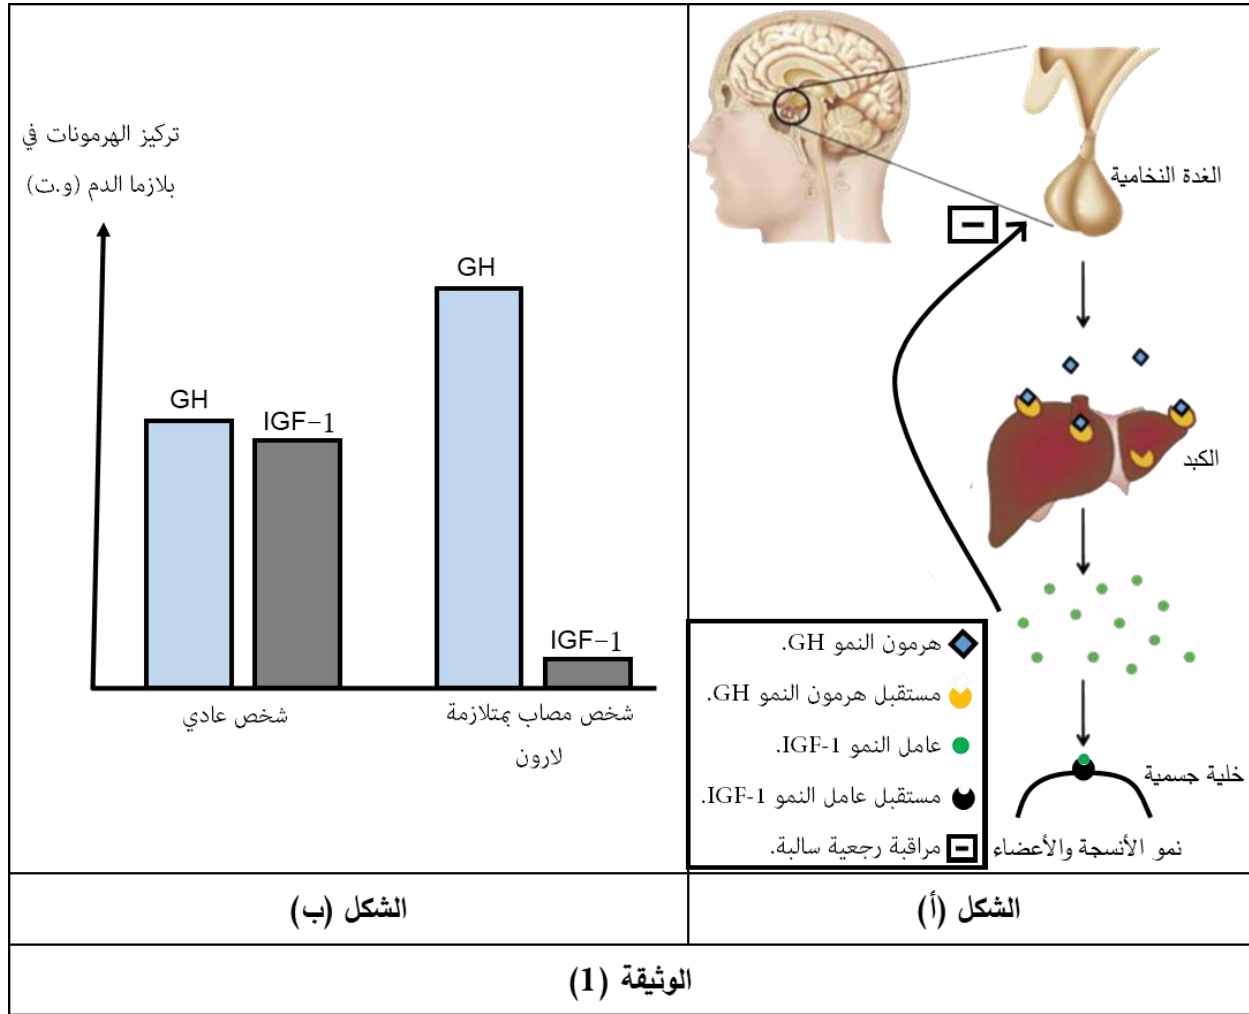 الغدة النخامية
الكبد
خلية جسمية
نمو الأنسجة والأعضاء
هرمون النمو GH.
مستقبل هرمون النمو GH.
عامل النمو IGF-1.
مستقبل عامل النمو IGF-1.
مراقبة رجعية سالبة.
الشكل (أ)
تركيز الهرمونات في
بلازما الدم (و.ت)
GH
IGF-1
GH
IGF-1
شخص عادي
شخص مصاب بمتلازمة
لارون
الشكل (ب)
الوثيقة (1)